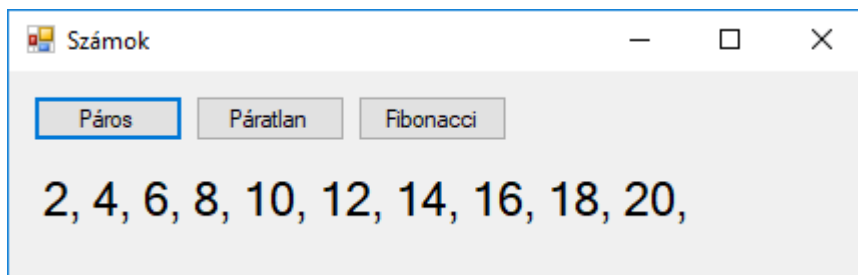 Számok
Páros Páratlan Fibonacci
2, 4, 6, 8, 10, 12, 14, 16, 18, 20,